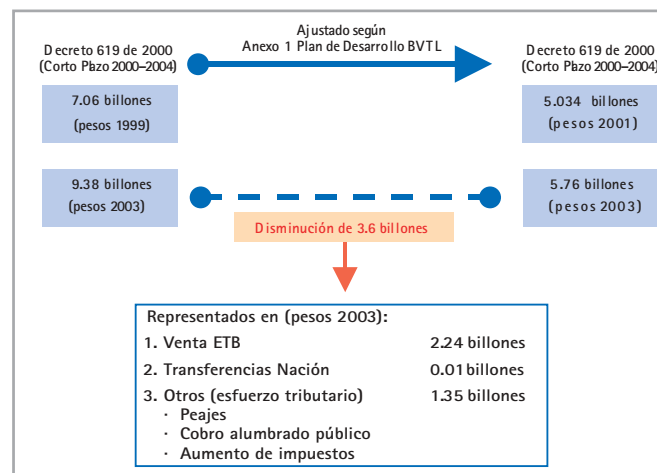 Ajustado según
Anexo 1 Plan de Desarrollo BVTL
Decreto 619 de 2000
(Corto Plazo 2000–2004)
Decreto 619 de 2000
(Corto Plazo 2000–2004)
7.06 billones
(pesos 1999)
5.034 billones
(pesos 2001)
9.38 billones
(pesos 2003)
5.76 billones
(pesos 2003)
Disminución de 3.6 billones
Representados en (pesos 2003):
1. Venta ETB 2.24 billones
2. Transferencias Nación 0.01 billones
3. Otros (esfuerzo tributario) 1.35 billones
· Peajes
· Cobro alumbrado público
· Aumento de impuestos